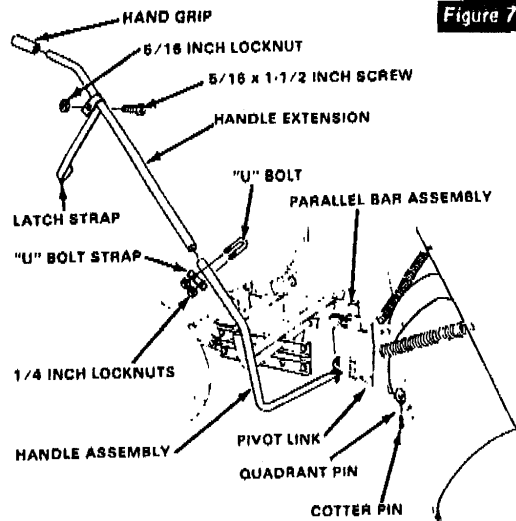 Figure 7
HAND GRIP
5/16 INCH LOCKNUT
5/16 x 1-1/2 INCH SCREW
HANDLE EXTENSION
"U" BOLT
PARALLEL BAR ASSEMBLY
LATCH STRAP
"U" BOLT STRAP
1/4 INCH LOCKNUTS
HANDLE ASSEMBLY
PIVOT LINK
QUADRANT PIN
COTTER PIN